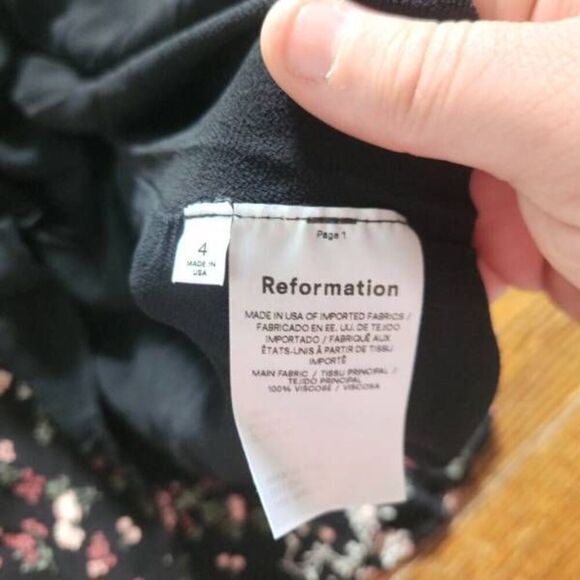 4
MADE IN
USA
Page 1
Reformation
MADE IN USA OF IMPORTED FABRICS /
FABRICADO EN EE. UU. DE TEJIDO
IMPORTADO / FABRIQUÉ AUX
ÉTATS-UNIS À PARTIR DE TISSU
IMPORTÉ
MAIN FABRIC / TISSU PRINCIPAL /
TEJIDO PRINCIPAL
100% VISCOSE / VISCOSA